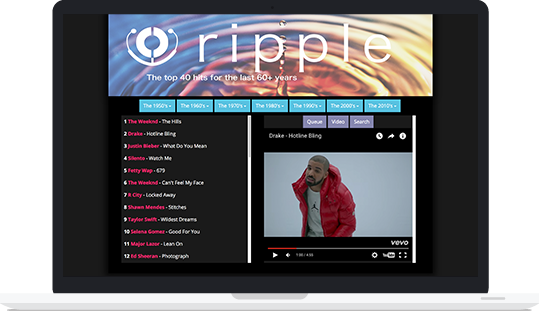 ripple
The top 40 hits for the last 60+ years
The 1950's The 1960's The 1970's The 1980's The 1990's The 2000's The 2010's
Queue Video Search
1 The Weeknd - The Hills
2 Drake - Hotline Bling
3 Justin Bieber - What Do You Mean
4 Silento - Watch Me
5 Fetty Wap - 679
6 The Weeknd - Can't Feel My Face
7 R City - Locked Away
8 Shawn Mendes - Stitches
9 Taylor Swift - Wildest Dreams
10 Selena Gomez - Good For You
11 Major Lazor - Lean On
12 Ed Sheeran - Photograph
Drake - Hotline Bling
vevo
1:00 / 4:55
YouTube